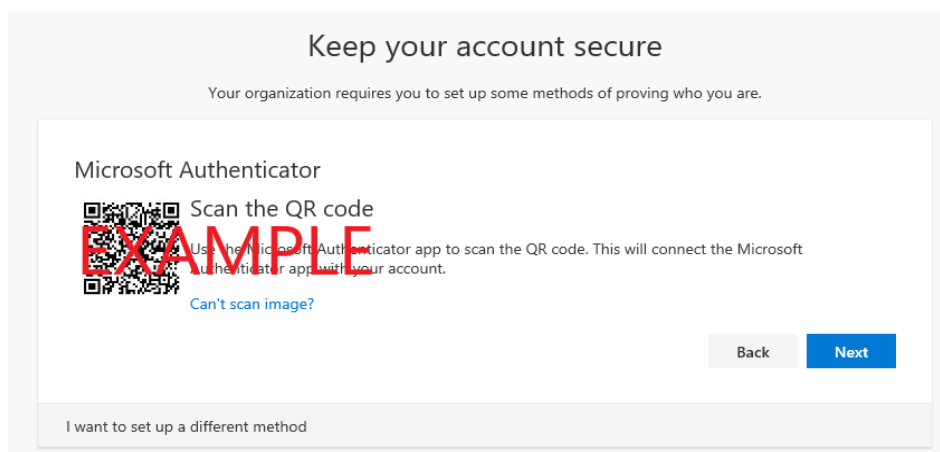 Keep your account secure
Your organization requires you to set up some methods of proving who you are.
Microsoft Authenticator
Scan the QR code
EXAMPLE
Use the Microsoft Authenticator app to scan the QR code. This will connect the Microsoft
Authenticator app with your account.
Can't scan image?
Back
Next
I want to set up a different method